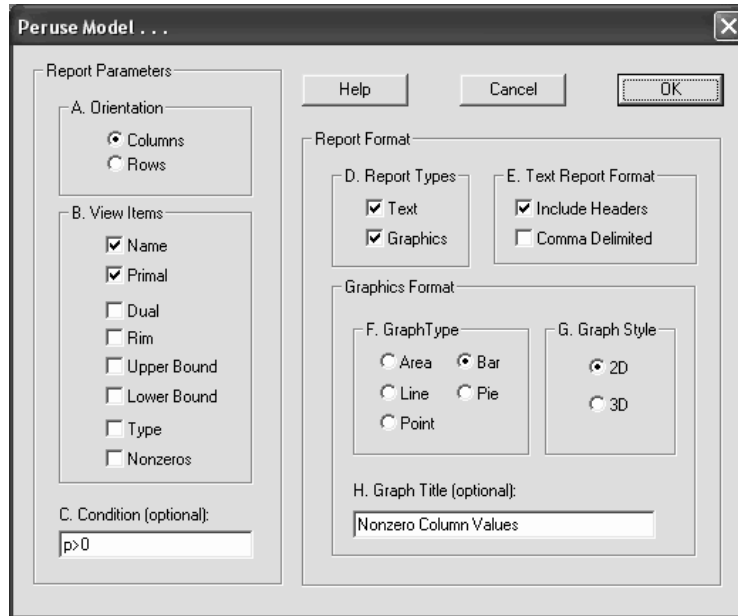 Peruse Model . . .
Report Parameters
A. Orientation
Columns
Rows
B. View Items
Name
Primal
Dual
Rim
Upper Bound
Lower Bound
Type
Nonzeros
C. Condition (optional):
p>0
Help
Cancel
OK
Report Format
D. Report Types
Text
Graphics
E. Text Report Format
Include Headers
Comma Delimited
Graphics Format
F. GraphType
Area
Bar
Line
Pie
Point
G. Graph Style
2D
3D
H. Graph Title (optional):
Nonzero Column Values